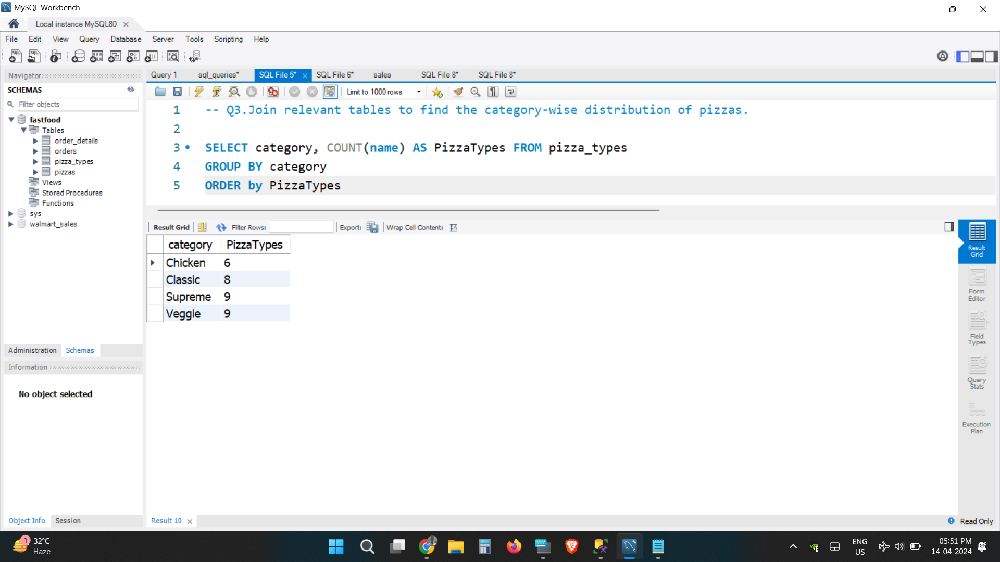 MySQL Workbench
Local instance MySQL80
File Edit View Query Database Server Tools Scripting Help
Navigator
SCHEMAS
Filter objects
fastfood
Tables
order_details
orders
pizza_types
pizzas
Views
Stored Procedures
Functions
sys
walmart_sales
Administration Schemas
Information
No object selected
Object Info Session
Query 1 sql_queries* SQL File 5* SQL File 6* sales SQL File 8* SQL File 8*
Limit to 1000 rows
1 -- Q3.Join relevant tables to find the category-wise distribution of pizzas.
2
3 SELECT category, COUNT(name) AS PizzaTypes FROM pizza_types
4 GROUP BY category
5 ORDER by PizzaTypes
Result Grid Filter Rows: Export: Wrap Cell Content:
category PizzaTypes
Chicken 6
Classic 8
Supreme 9
Veggie 9
Result Grid
Form Editor
Field Types
Query Stats
Execution Plan
Result 10
Read Only
1
32°C
Haze
ENG
US
05:51 PM
14-04-2024